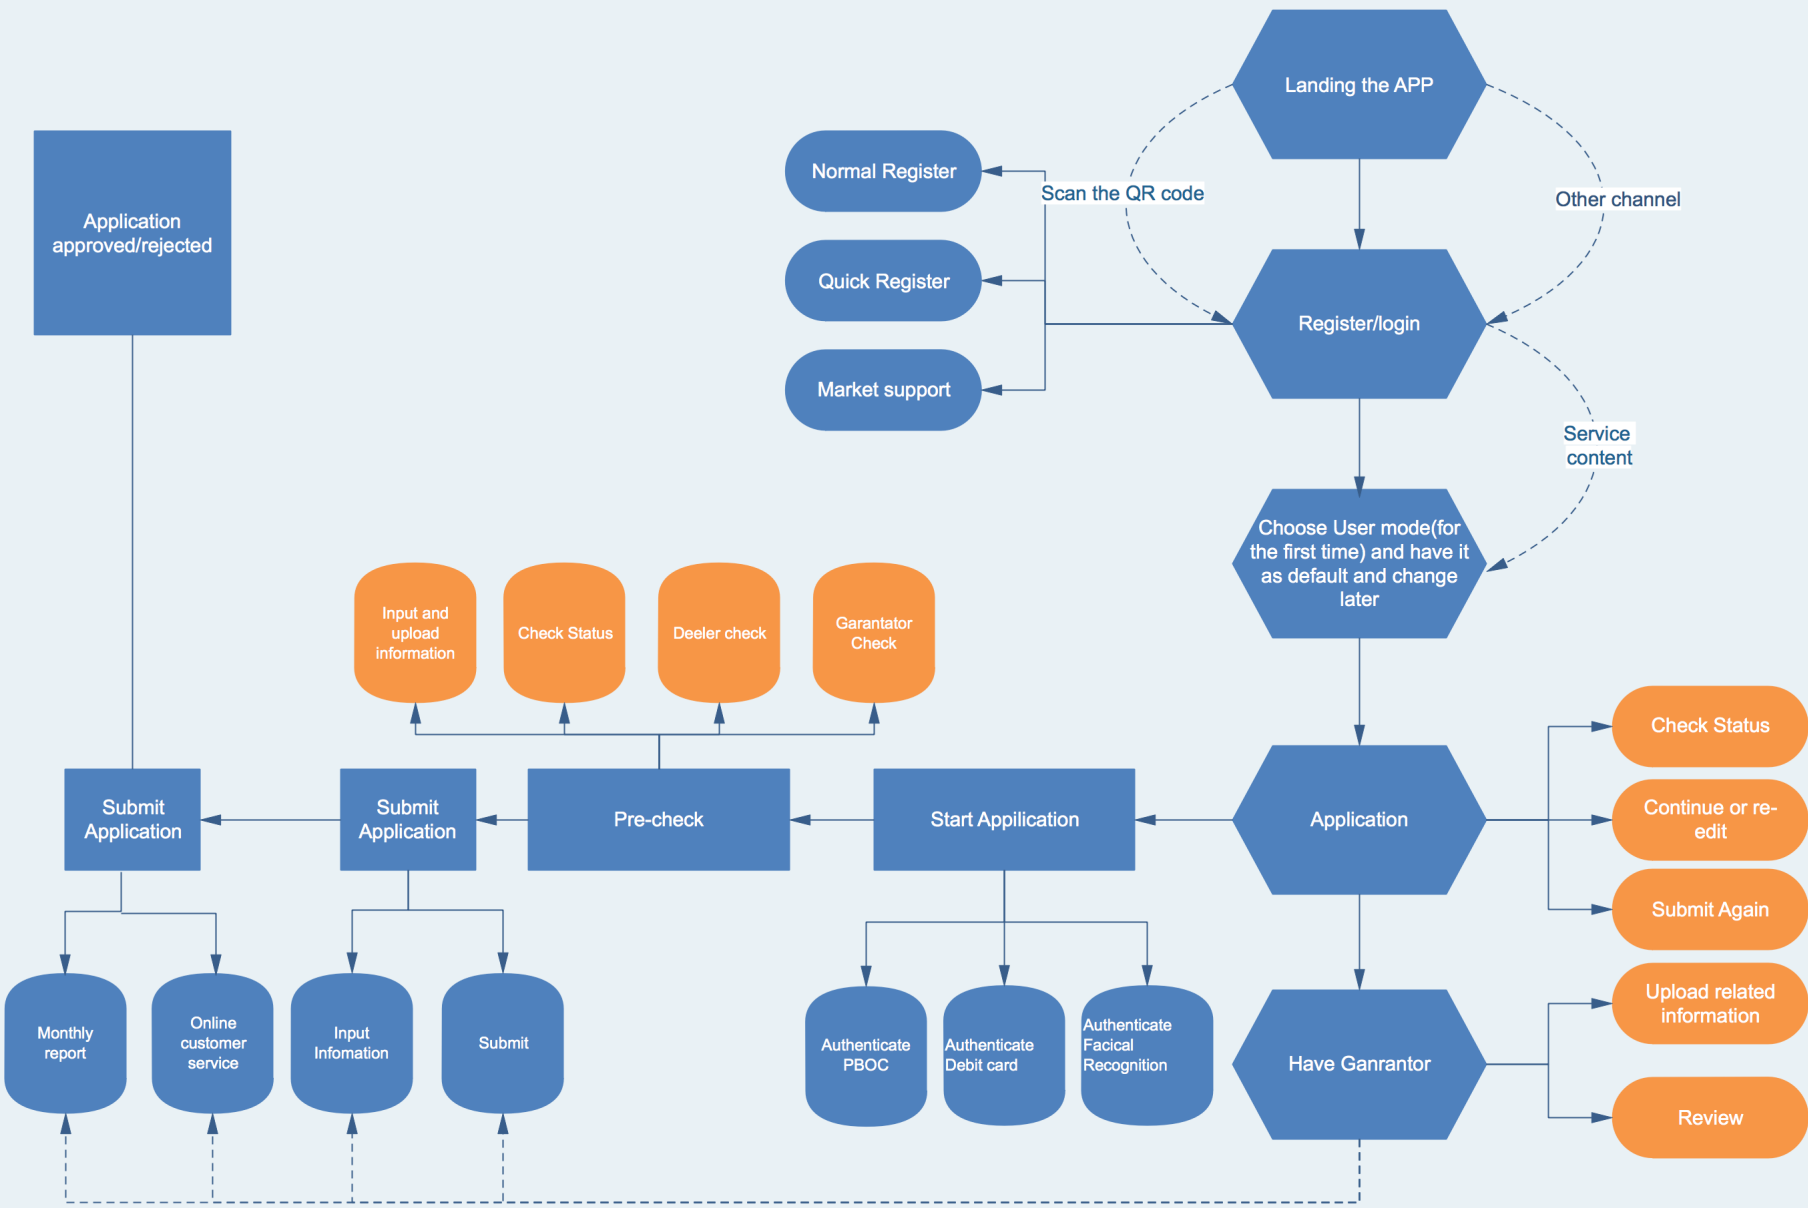 Landing the APP
Scan the QR code
Other channel
Normal Register
Quick Register
Market support
Register/login
Service
content
Choose User mode(for
the first time) and have it
as default and change
later
Application
approved/rejected
Input and
upload
information
Check Status
Deeler check
Garantator
Check
Submit
Application
Submit
Application
Pre-check
Start Appilication
Application
Check Status
Continue or re-
edit
Submit Again
Monthly
report
Online
customer
service
Input
Infomation
Submit
Authenticate
PBOC
Authenticate
Debit card
Authenticate
Facical
Recognition
Have Ganrantor
Upload related
information
Review